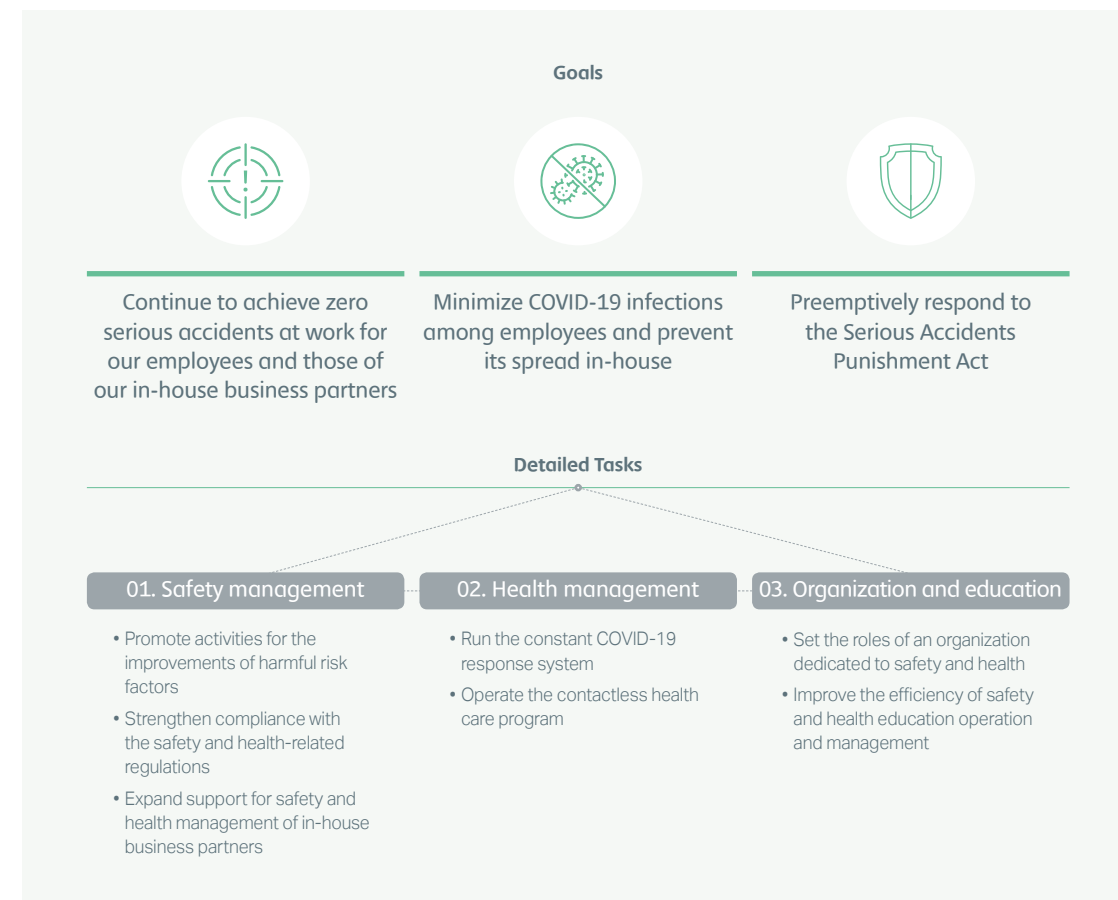 Goals
Continue to achieve zero
serious accidents at work for
our employees and those of
our in-house business partners
Minimize COVID-19 infections
among employees and prevent
its spread in-house
Preemptively respond to
the Serious Accidents
Punishment Act
Detailed Tasks
01. Safety management
• Promote activities for the
improvements of harmful risk
factors
• Strengthen compliance with
the safety and health-related
regulations
• Expand support for safety and
health management of in-house
business partners
02. Health management
• Run the constant COVID-19
response system
• Operate the contactless health
care program
03. Organization and education
• Set the roles of an organization
dedicated to safety and health
• Improve the efficiency of safety
and health education operation
and management